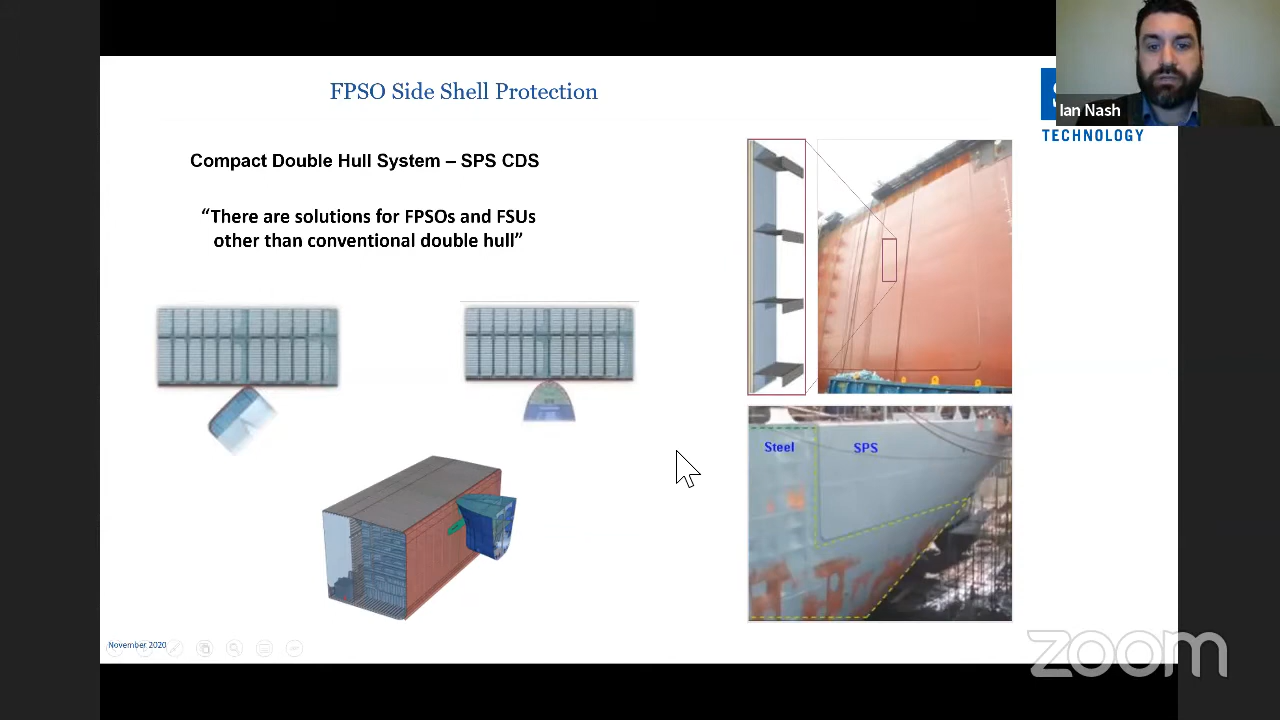 FPSO Side Shell Protection
Compact Double Hull System – SPS CDS
“There are solutions for FPSOs and FSUs
other than conventional double hull”
Ian Nash
TECHNOLOGY
Steel
SPS
November 2020
zoom